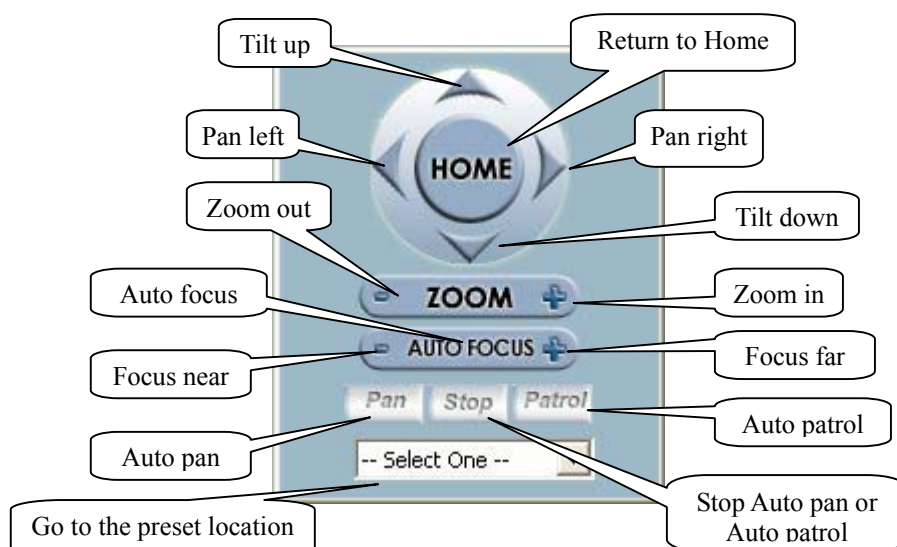 Tilt up
Return to Home
Pan left
HOME
Pan right
Zoom out
Tilt down
Auto focus
- ZOOM +
Zoom in
- AUTO FOCUS +
Focus near
Focus far
Pan
Stop
Patrol
Auto pan
Auto patrol
-- Select One --
Go to the preset location
Stop Auto pan or
Auto patrol